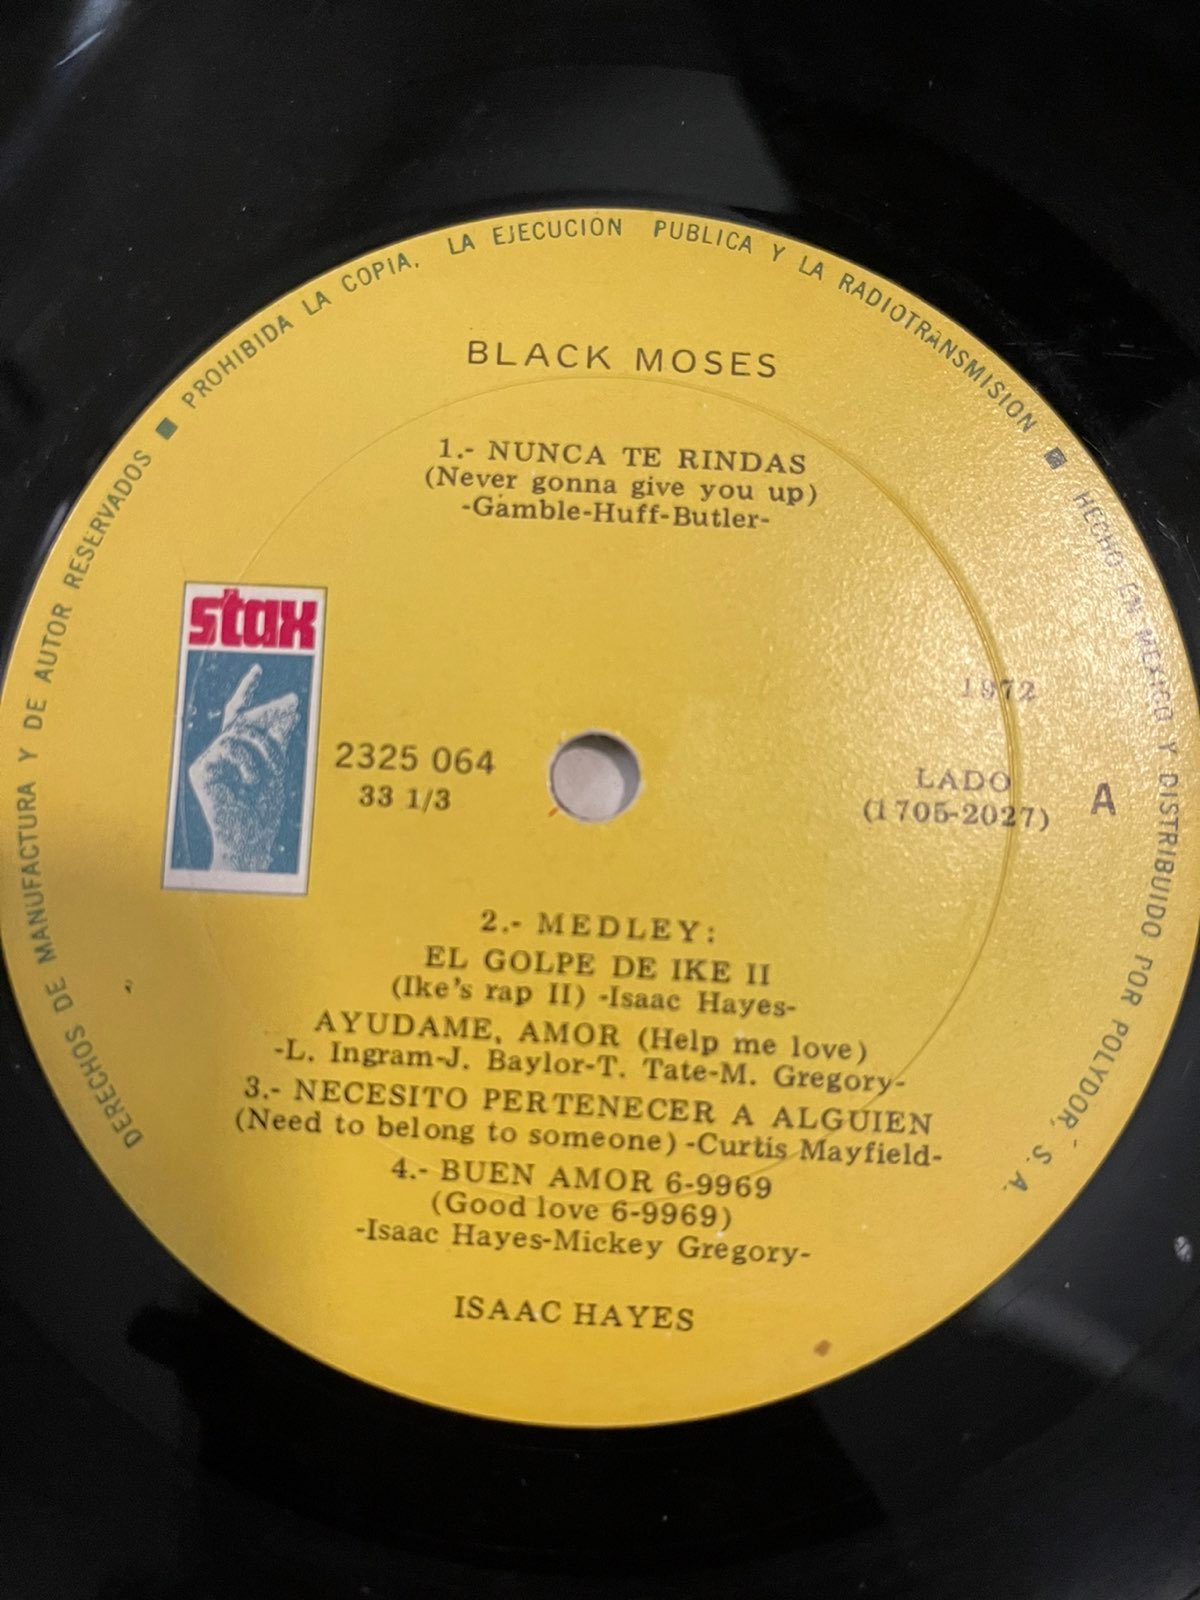 DERECHOS DE MANUFACTURA Y DE AUTOR RESERVADOS ■ PROHIBIDA LA COPIA, LA EJECUCIÓN PUBLICA Y LA RADIOTRANSMISION ■ HECHO EN MEXICO Y DISTRIBUIDO POR POLYDOR, S. A.
BLACK MOSES
1.- NUNCA TE RINDAS
(Never gonna give you up)
-Gamble-Huff-Butler-
stax
2325 064
33 1/3
1972
LADO A
(1705-2027)
2.- MEDLEY:
EL GOLPE DE IKE II
(Ike's rap II) -Isaac Hayes-
AYUDAME, AMOR (Help me love)
-L. Ingram-J. Baylor-T. Tate-M. Gregory-
3.- NECESITO PERTENECER A ALGUIEN
(Need to belong to someone) -Curtis Mayfield-
4.- BUEN AMOR 6-9969
(Good love 6-9969)
-Isaac Hayes-Mickey Gregory-
ISAAC HAYES